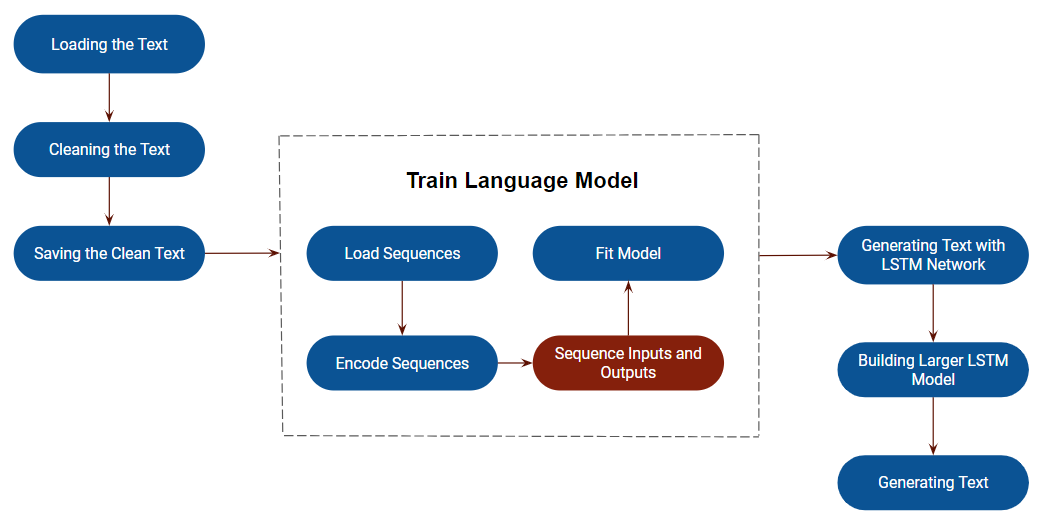 Loading the Text
Cleaning the Text
Saving the Clean Text
Train Language Model
Load Sequences
Encode Sequences
Sequence Inputs and
Outputs
Fit Model
Generating Text with
LSTM Network
Building Larger LSTM
Model
Generating Text